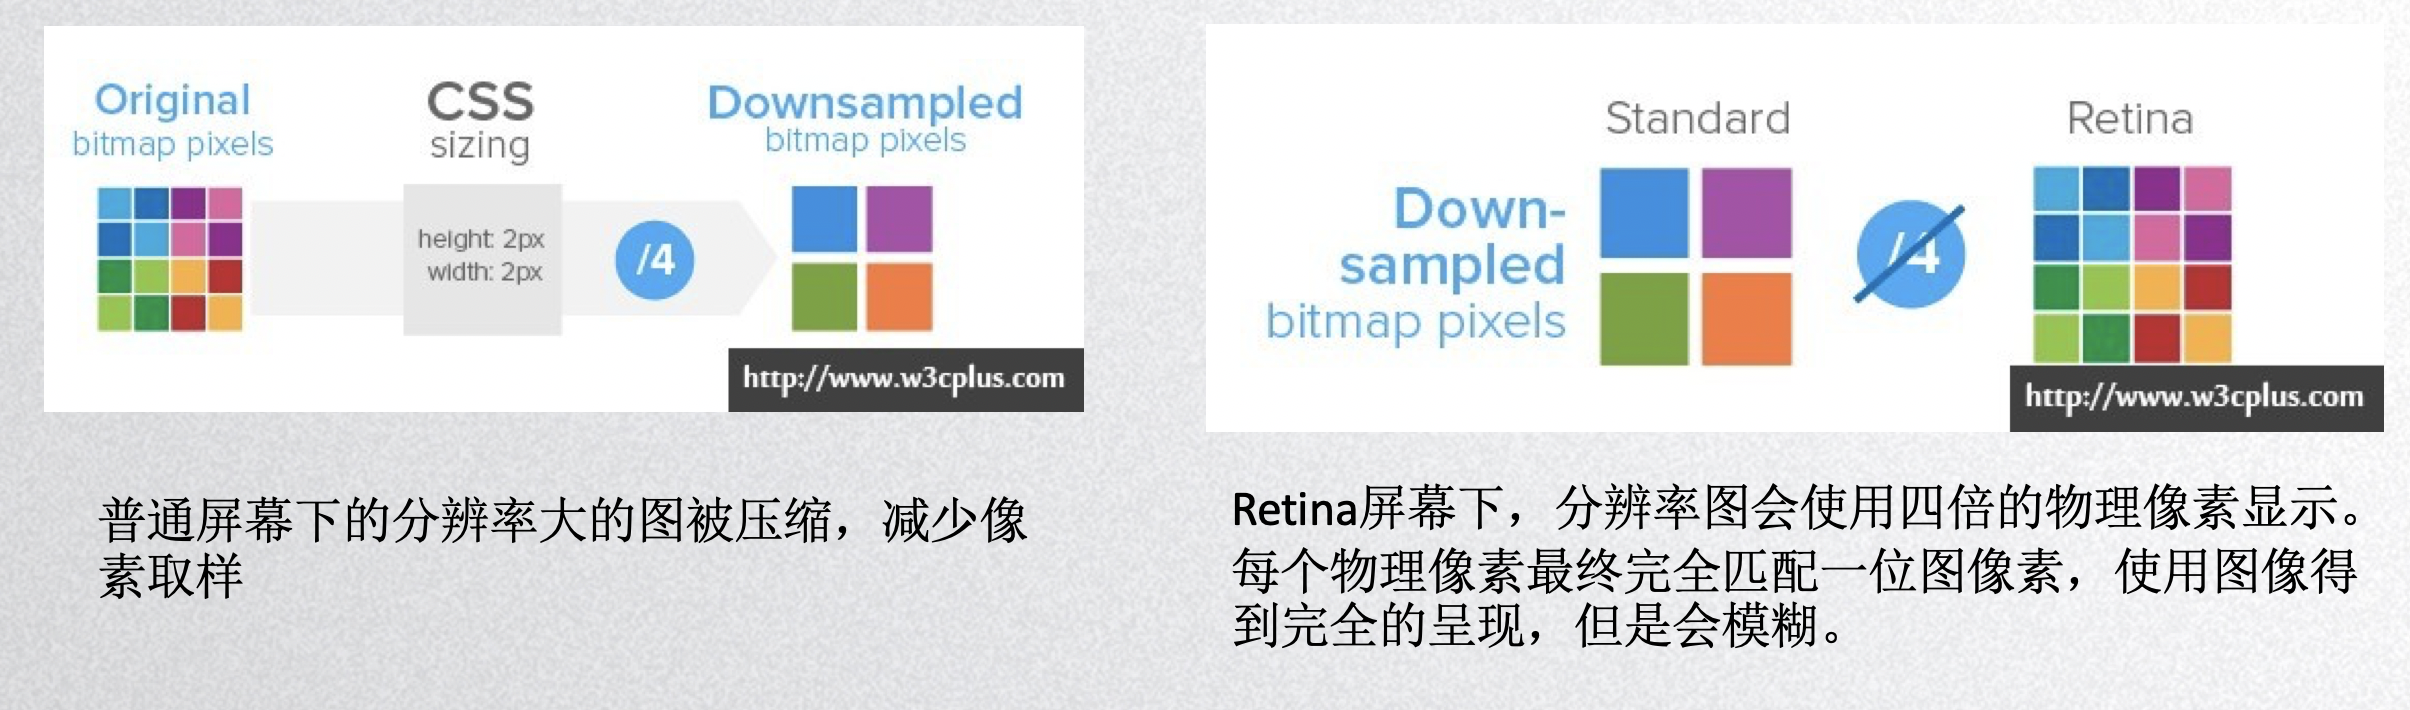 Original
bitmap pixels
CSS
sizing
height: 2px
width: 2px
/4
Downsampled
bitmap pixels
http://www.w3cplus.com
普通屏幕下的分辨率大的图被压缩，减少像
素取样
Standard
Retina
Down-
sampled
bitmap pixels
/4
http://www.w3cplus.com
Retina屏幕下，分辨率图会使用四倍的物理像素显示。
每个物理像素最终完全匹配一位图像素，使用图像得
到完全的呈现，但是会模糊。